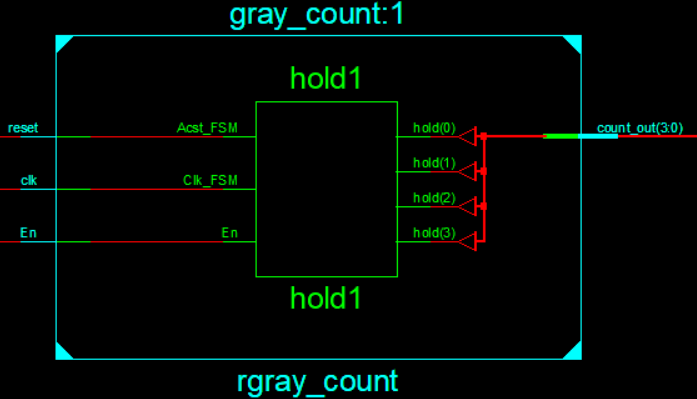 gray_count:1
hold1
reset
Acst_FSM
hold(0)
count_out(3:0)
hold(1)
clk
Clk_FSM
hold(2)
En
En
hold(3)
hold1
rgray_count